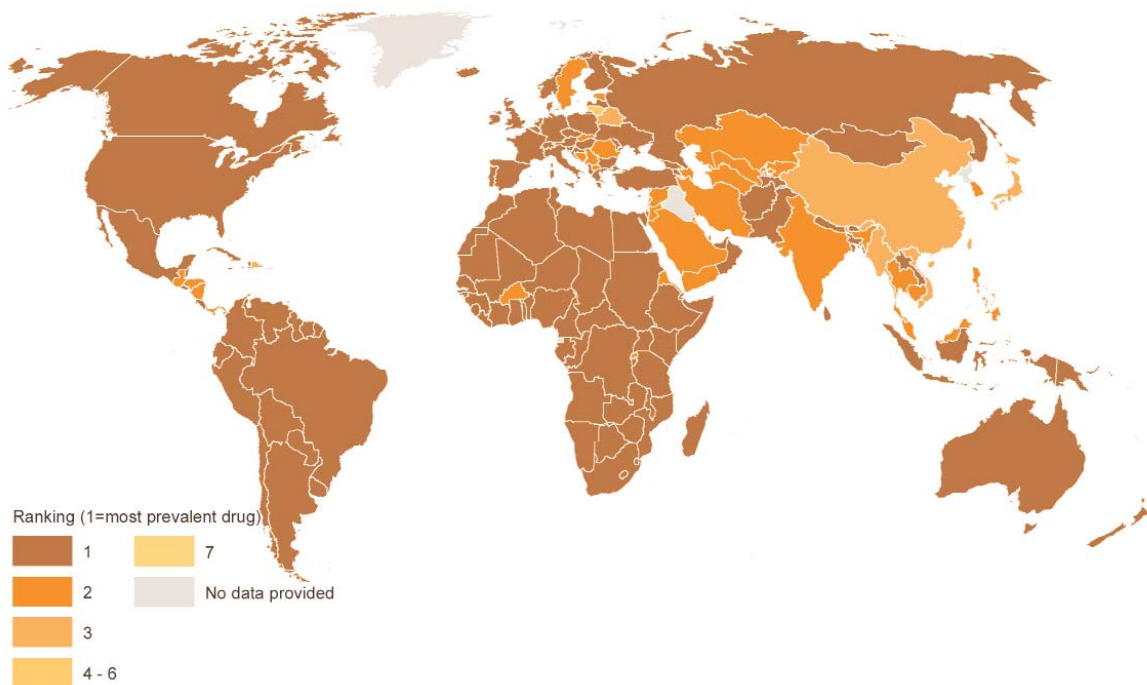 Ranking (1=most prevalent drug)
1
2
3
4 - 6
7
No data provided